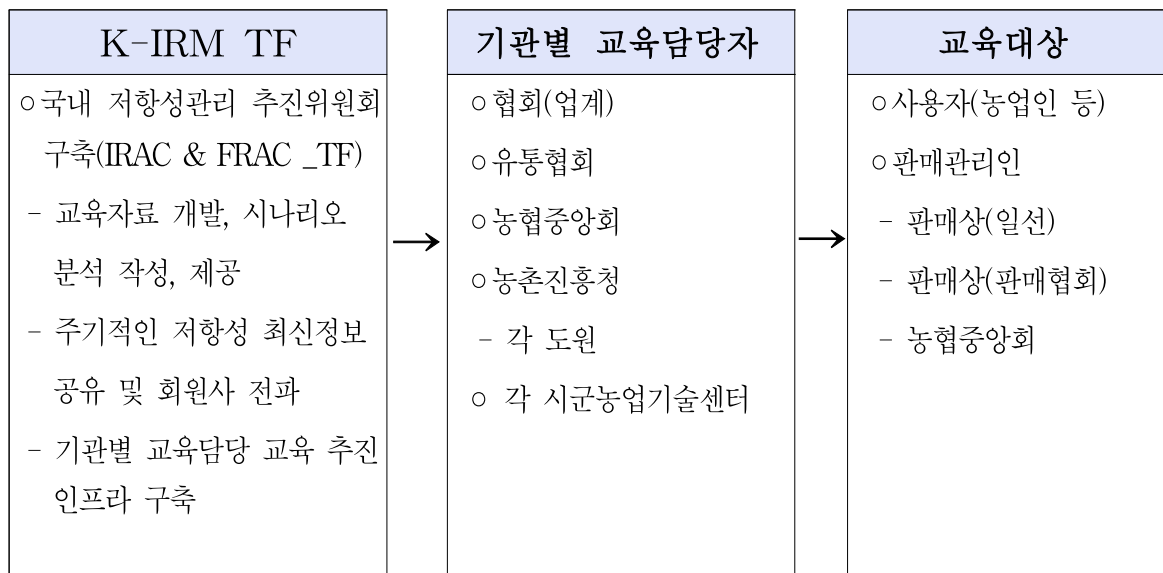 K-IRM TF
○국내 저항성관리 추진위원회
구축(IRAC & FRAC _TF)
- 교육자료 개발, 시나리오
분석 작성, 제공
- 주기적인 저항성 최신정보
공유 및 회원사 전파
- 기관별 교육담당 교육 추진
인프라 구축
→
기관별 교육담당자
○협회(업계)
○유통협회
○농협중앙회
○농촌진흥청
- 각 도원
○ 각 시군농업기술센터
→
교육대상
○사용자(농업인 등)
○판매관리인
- 판매상(일선)
- 판매상(판매협회)
- 농협중앙회